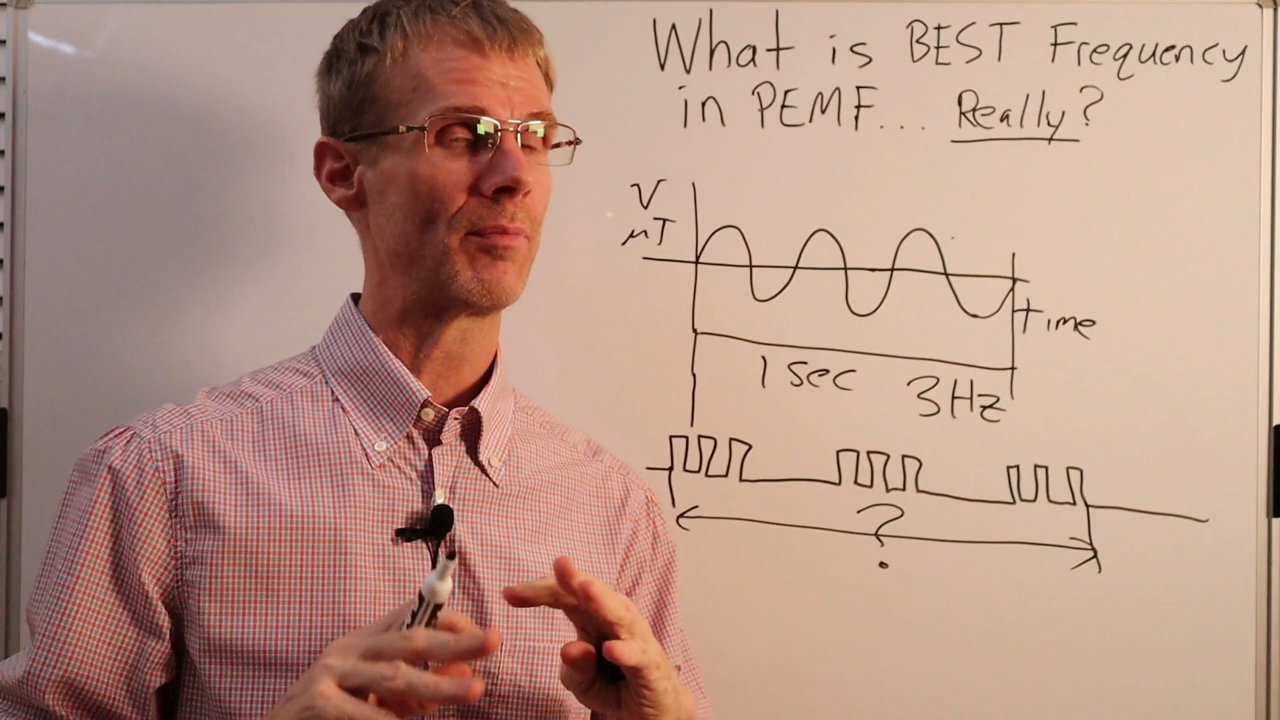 What is BEST Frequency
in PEMF... Really?
V
μT
time
1 sec
3Hz
?